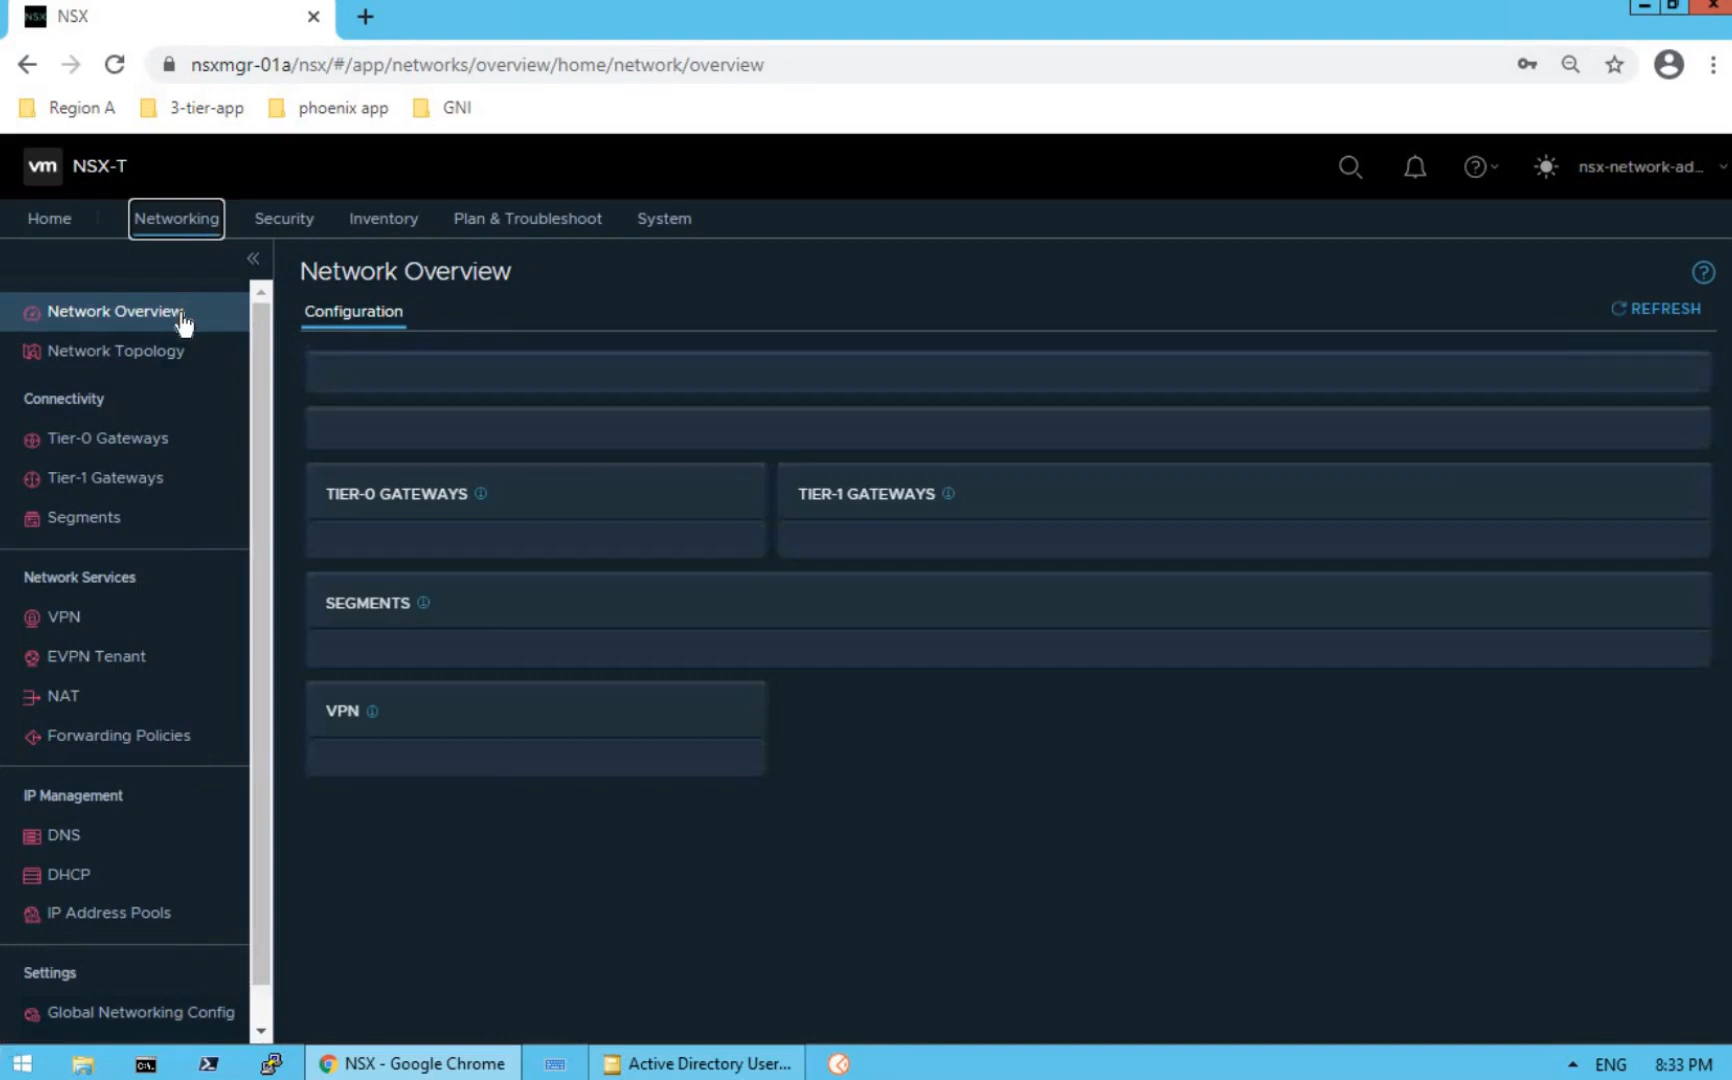 NSX
NSX
nsxmgr-01a/nsx/#/app/networks/overview/home/network/overview
Region A
3-tier-app
phoenix app
GNI
vm NSX-T
nsx-network-ad...
Home
Networking
Security
Inventory
Plan & Troubleshoot
System
Network Overview
Network Topology
Connectivity
Tier-0 Gateways
Tier-1 Gateways
Segments
Network Services
VPN
EVPN Tenant
NAT
Forwarding Policies
IP Management
DNS
DHCP
IP Address Pools
Settings
Global Networking Config
Network Overview
Configuration
REFRESH
TIER-0 GATEWAYS
TIER-1 GATEWAYS
SEGMENTS
VPN
NSX - Google Chrome
Active Directory User...
ENG
8:33 PM